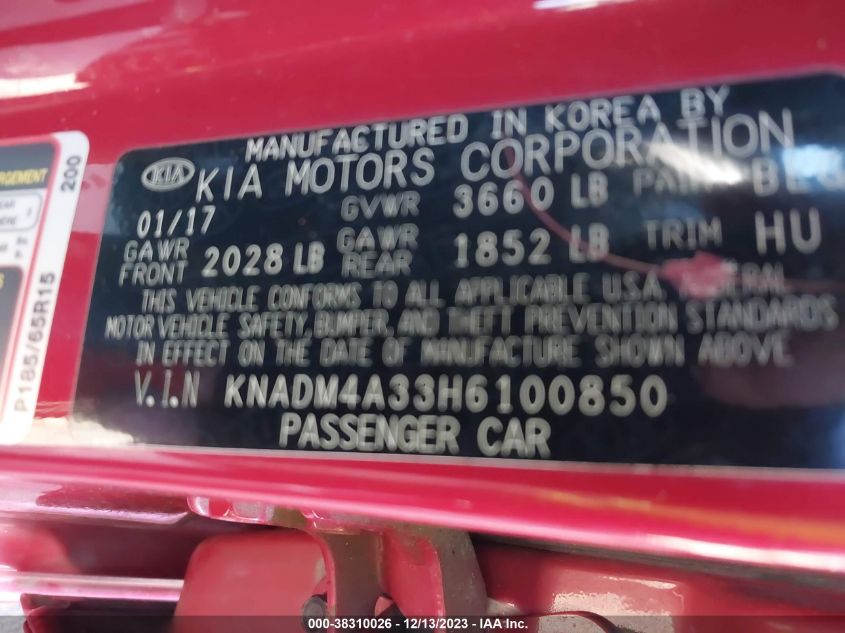 MANUFACTURED IN KOREA BY
KIA
KIA MOTORS CORPORATION
01/17 GVWR 3660 LB PAINT
GAWR FRONT 2028 LB GAWR REAR 1852 LB TRIM HU
THIS VEHICLE CONFORMS TO ALL APPLICABLE U.S.A. FEDERAL
MOTOR VEHICLE SAFETY, BUMPER, AND THEFT PREVENTION STANDARDS
IN EFFECT ON THE DATE OF MANUFACTURE SHOWN ABOVE
V.I.N KNADM4A33H6100850
PASSENGER CAR
200
P185/65R15
000-38310026 - 12/13/2023 - IAA Inc.